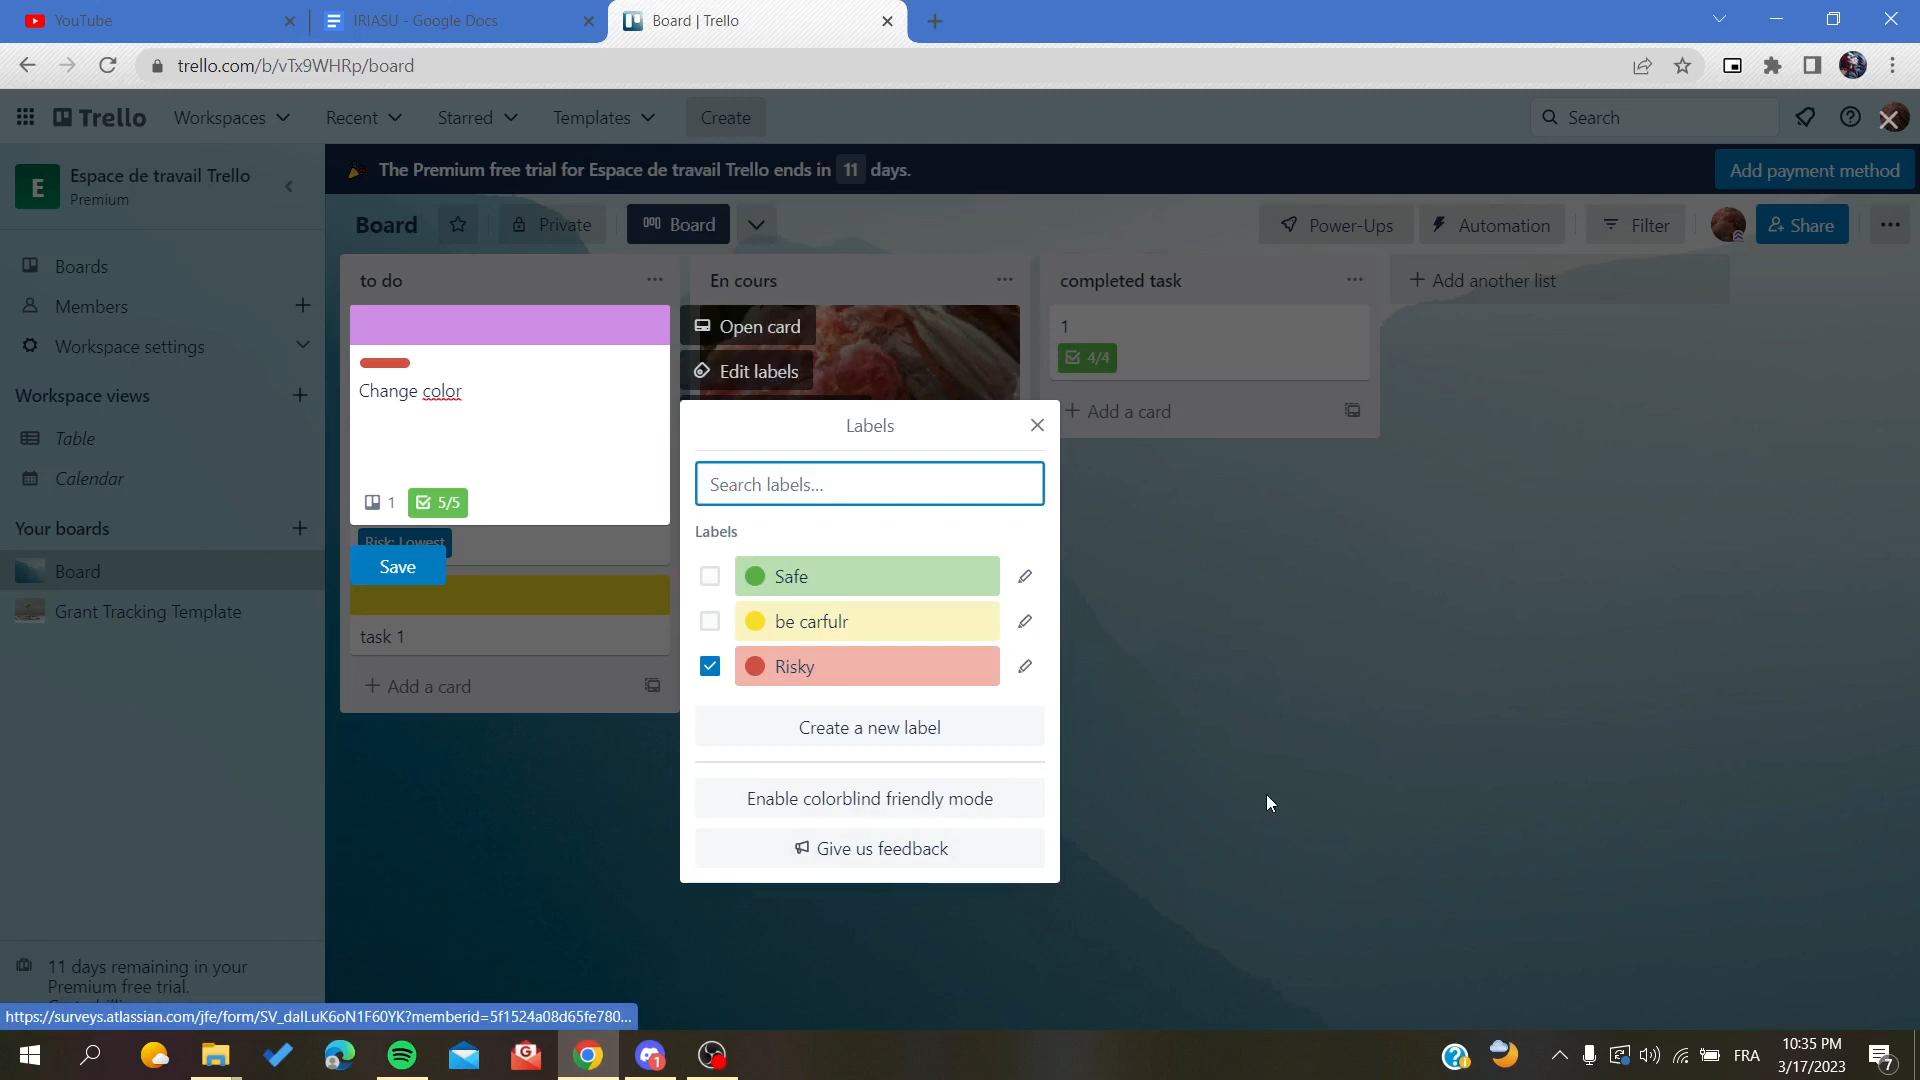 YouTube
IRIASU - Google Docs
Board | Trello
trello.com/b/vTx9WHRp/board
Trello
Workspaces
Recent
Starred
Templates
Create
Search
E
Espace de travail Trello
Premium
The Premium free trial for Espace de travail Trello ends in 11 days.
Add payment method
Board
Private
Board
Power-Ups
Automation
Filter
Share
Boards
Members
Workspace settings
Workspace views
Table
Calendar
Your boards
Board
Grant Tracking Template
to do
Change color
1
5/5
Risk: Lowest
Save
task 1
+ Add a card
En cours
Open card
Edit labels
completed task
1
4/4
+ Add a card
+ Add another list
Labels
Search labels...
Labels
Safe
be carfulr
Risky
Create a new label
Enable colorblind friendly mode
Give us feedback
11 days remaining in your
Premium free trial.
https://surveys.atlassian.com/jfe/form/SV_dalLuK6oN1F60YK?memberid=5f1524a08d65fe780...
1
FRA
10:35 PM
3/17/2023
7